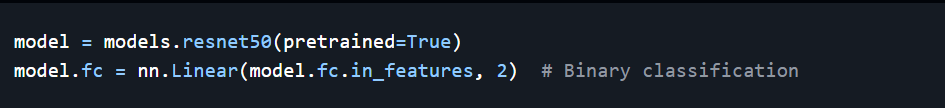 model = models.resnet50(pretrained=True)
model.fc = nn.Linear(model.fc.in_features, 2)  # Binary classification